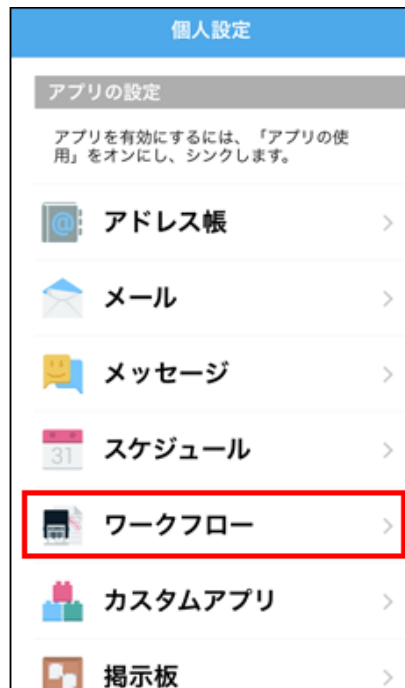 個人設定
アプリの設定
アプリを有効にするには、「アプリの使
用」をオンにし、シンクします。
@
アドレス帳
メール
メッセージ
31
スケジュール
ワークフロー
カスタムアプリ
掲示板